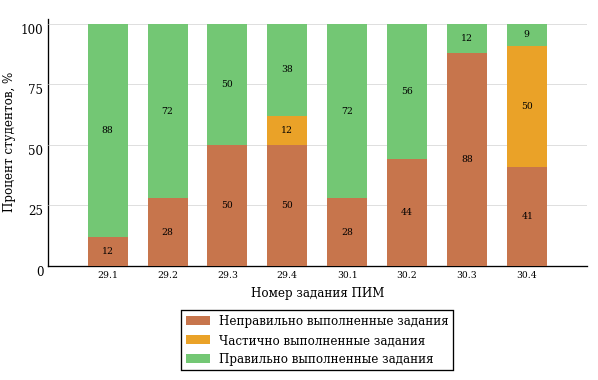 Процент студентов, %
100
75
50
25
0
88 72 50 38 72 56 12 9
12 50
12 28 50 50 28 44 88 41
29.1 29.2 29.3 29.4 30.1 30.2 30.3 30.4
Номер задания ПИМ
Неправильно выполненные задания
Частично выполненные задания
Правильно выполненные задания